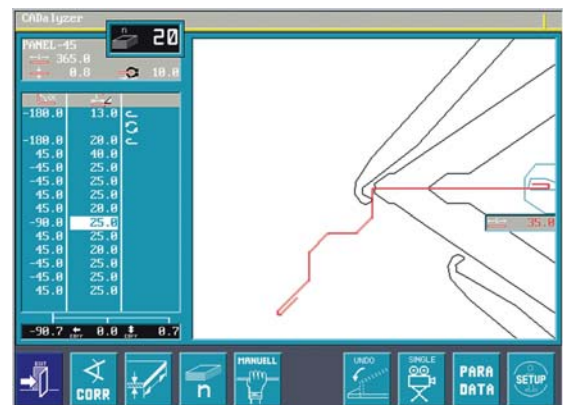 CADalyzer
n 20
PANEL-45
365.0
0.8 10.0
-180.0 13.0
-180.0 20.0
45.0 40.0
-45.0 25.0
-45.0 25.0
45.0 25.0
45.0 20.0
-90.0 25.0
45.0 25.0
45.0 20.0
-45.0 25.0
-45.0 25.0
45.0 25.0
35.0
-90.7 CORR 0.0 CORR 0.7
EXIT
CORR
n
MANUELL
UNDO
SINGLE
PARA
DATA
SETUP